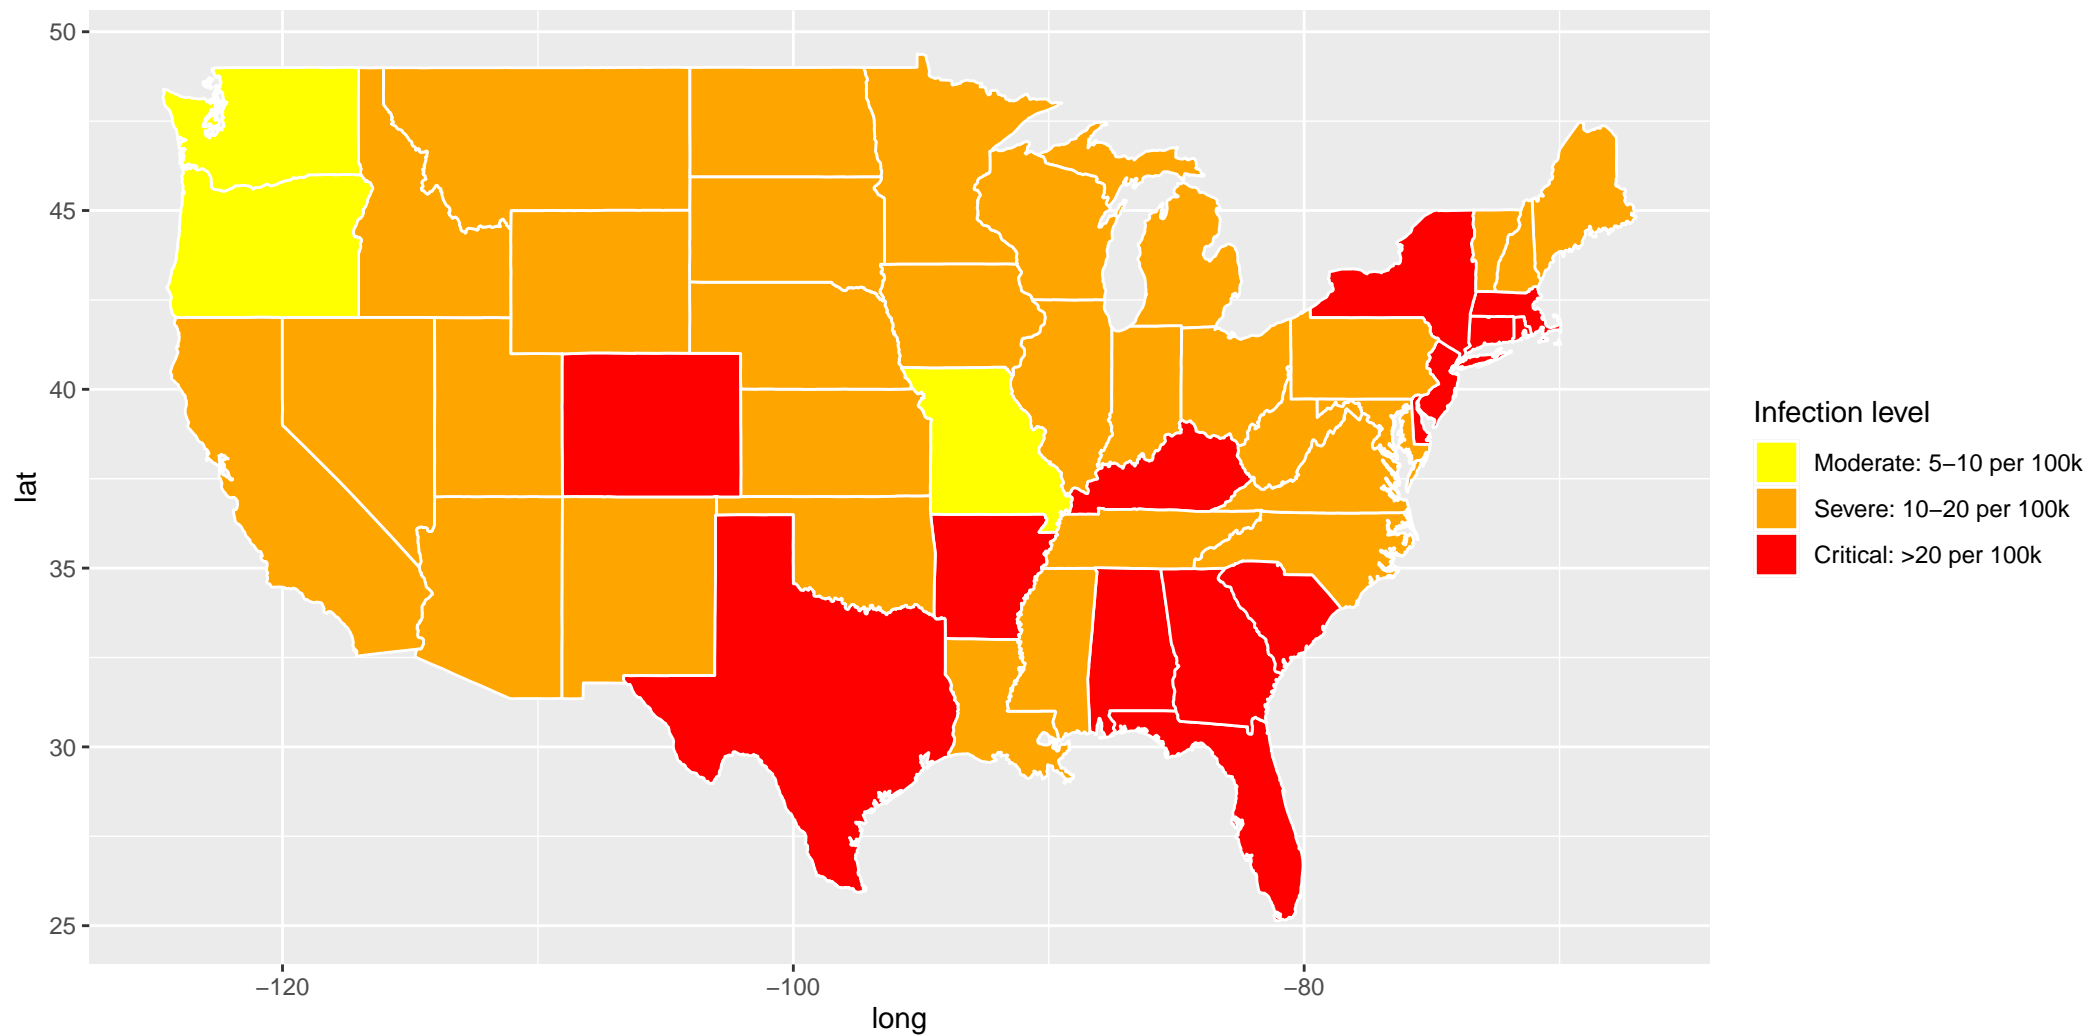 50
45
40
35
30
25
lat
−120
−100
−80
long
Infection level
Moderate: 5−10 per 100k
Severe: 10−20 per 100k
Critical: >20 per 100k